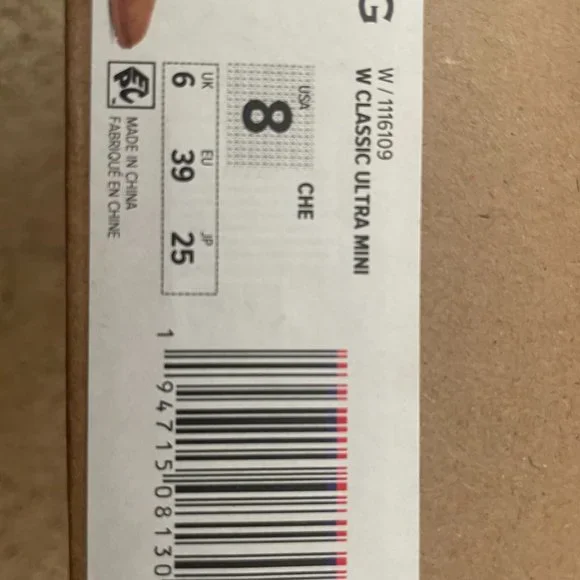 G
W / 1116109
W CLASSIC ULTRA MINI
USA
8
CHE
UK EU JP
6 39 25
MADE IN CHINA
FABRIQUÉ EN CHINE
1 94715 08130